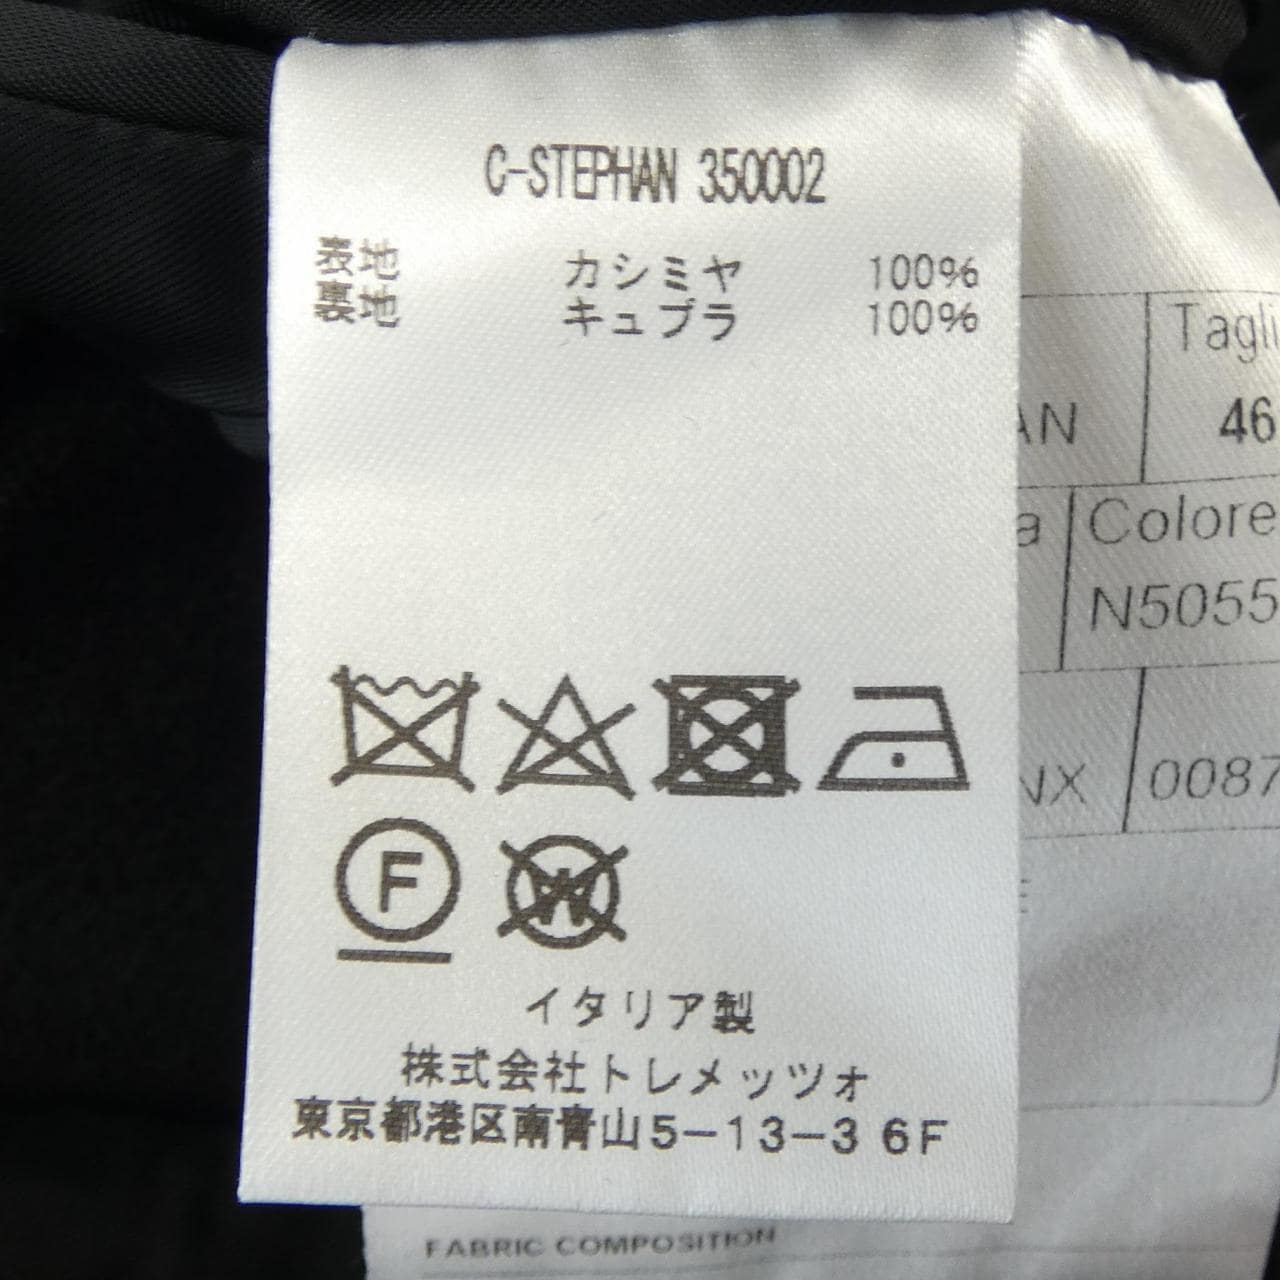 C-STEPHAN 350002
表地 カシミヤ 100%
裏地 キュプラ 100%
F
W
イタリア製
株式会社トレメッツォ
東京都港区南青山5-13-3 6F
Tagli
46
AN
a
Colore
N5055
NX
0087
E
FABRIC COMPOSITION